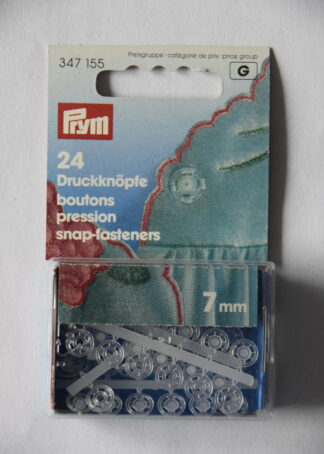 Preisgruppe · catégorie de prix · price group
347 155
G
Prym
24
Druckknöpfe
boutons
pression
snap-fasteners
7 mm